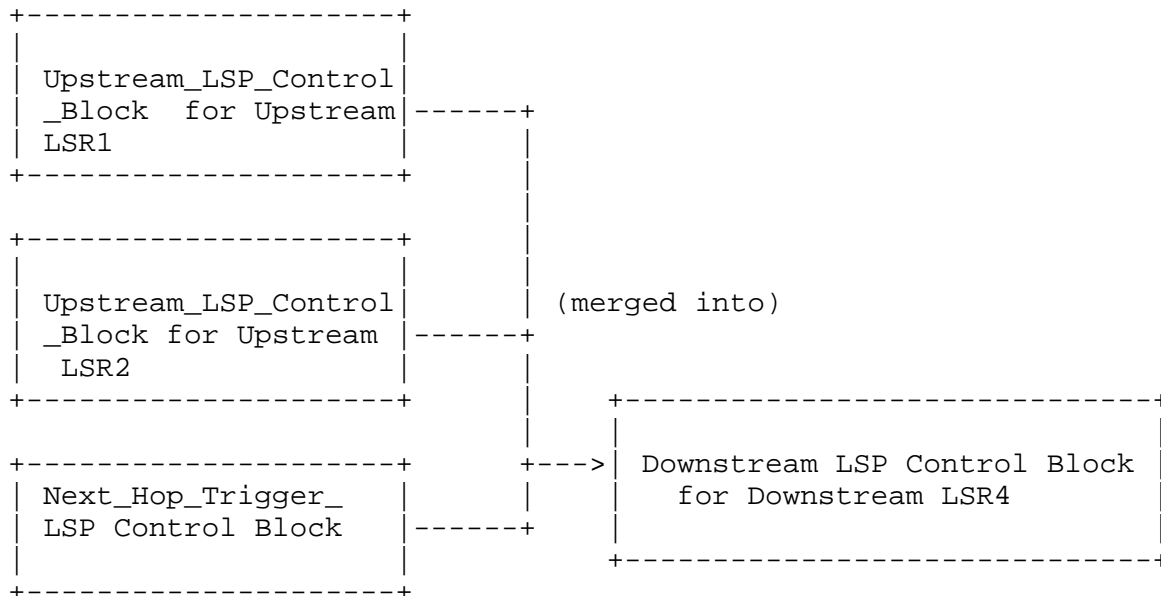 Upstream_LSP_Control
_Block for Upstream
LSR1
Upstream_LSP_Control
_Block for Upstream
LSR2
(merged into)
Next_Hop_Trigger_
LSP Control Block
Downstream LSP Control Block
for Downstream LSR4